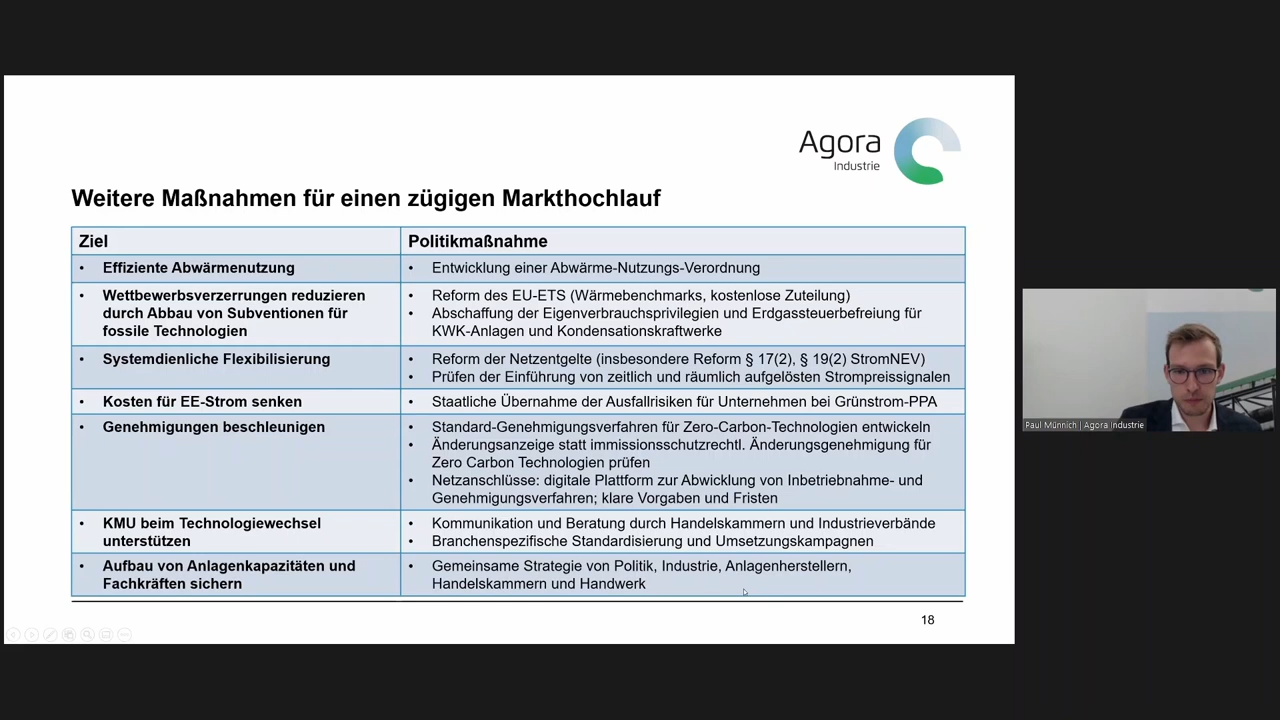 Agora
Industrie
Weitere Maßnahmen für einen zügigen Markthochlauf
Ziel
Politikmaßnahme
• Effiziente Abwärmenutzung
• Entwicklung einer Abwärme-Nutzungs-Verordnung
• Wettbewerbsverzerrungen reduzieren
durch Abbau von Subventionen für
fossile Technologien
• Reform des EU-ETS (Wärmebenchmarks, kostenlose Zuteilung)
• Abschaffung der Eigenverbrauchsprivilegien und Erdgassteuerbefreiung für
KWK-Anlagen und Kondensationskraftwerke
• Systemdienliche Flexibilisierung
• Reform der Netzentgelte (insbesondere Reform § 17(2), § 19(2) StromNEV)
• Prüfen der Einführung von zeitlich und räumlich aufgelösten Strompreissignalen
• Kosten für EE-Strom senken
• Staatliche Übernahme der Ausfallrisiken für Unternehmen bei Grünstrom-PPA
• Genehmigungen beschleunigen
• Standard-Genehmigungsverfahren für Zero-Carbon-Technologien entwickeln
• Änderungsanzeige statt immissionsschutzrechtl. Änderungsgenehmigung für
Zero Carbon Technologien prüfen
• Netzanschlüsse: digitale Plattform zur Abwicklung von Inbetriebnahme- und
Genehmigungsverfahren; klare Vorgaben und Fristen
• KMU beim Technologiewechsel
unterstützen
• Kommunikation und Beratung durch Handelskammern und Industrieverbände
• Branchenspezifische Standardisierung und Umsetzungskampagnen
• Aufbau von Anlagenkapazitäten und
Fachkräften sichern
• Gemeinsame Strategie von Politik, Industrie, Anlagenherstellern,
Handelskammern und Handwerk
18
Paul Münnich | Agora Industrie